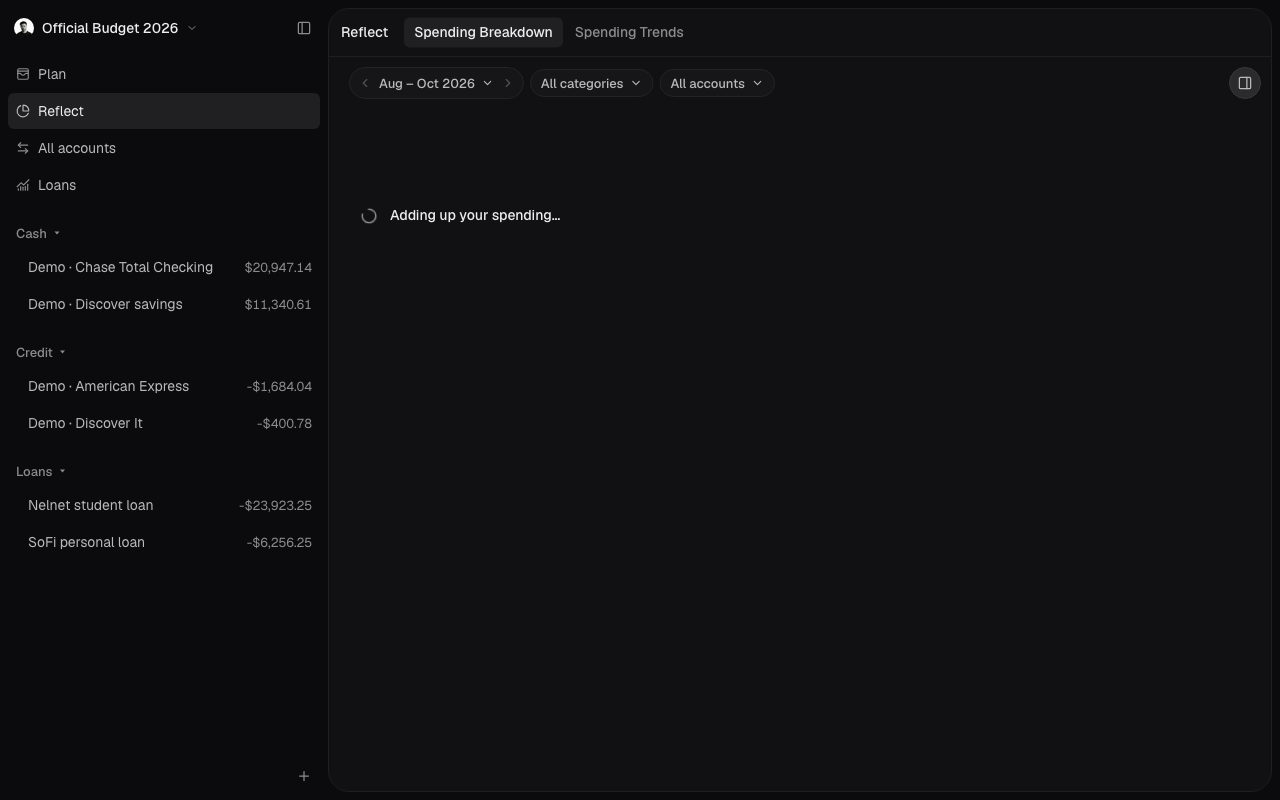 Official Budget 2026
Plan
Reflect
All accounts
Loans
Cash
Demo · Chase Total Checking $20,947.14
Demo · Discover savings $11,340.61
Credit
Demo · American Express -$1,684.04
Demo · Discover It -$400.78
Loans
Nelnet student loan -$23,923.25
SoFi personal loan -$6,256.25
Reflect Spending Breakdown Spending Trends
Aug – Oct 2026 All categories All accounts
Adding up your spending...